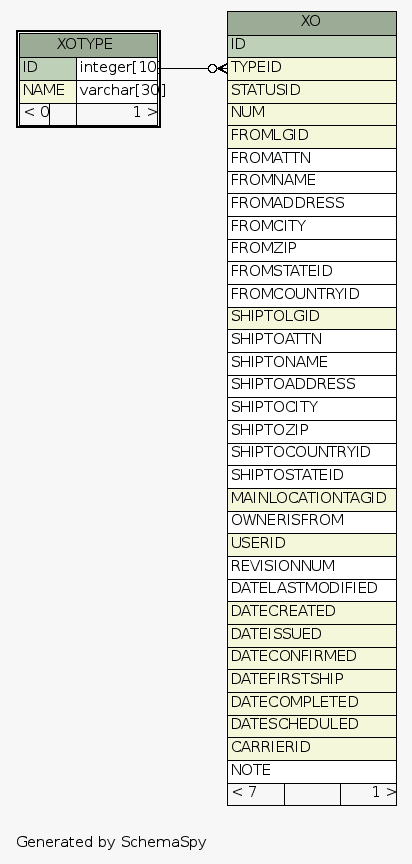 XOTYPE
ID integer[10]
NAME varchar[30]
< 0 1 >
XO
ID
TYPEID
STATUSID
NUM
FROMLGID
FROMATTN
FROMNAME
FROMADDRESS
FROMCITY
FROMZIP
FROMSTATEID
FROMCOUNTRYID
SHIPTOLGID
SHIPTOATTN
SHIPTONAME
SHIPTOADDRESS
SHIPTOCITY
SHIPTOZIP
SHIPTOCOUNTRYID
SHIPTOSTATEID
MAINLOCATIONTAGID
OWNERISFROM
USERID
REVISIONNUM
DATELASTMODIFIED
DATECREATED
DATEISSUED
DATECONFIRMED
DATEFIRSTSHIP
DATECOMPLETED
DATESCHEDULED
CARRIERID
NOTE
< 7 1 >
Generated by SchemaSpy